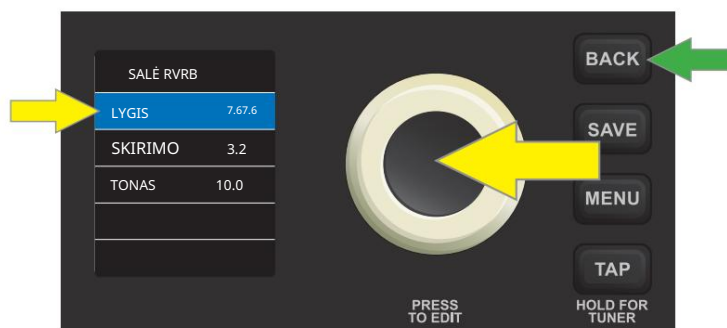 SALĖ RVRB
LYGIS 7.67.6
SKIRIMO 3.2
TONAS 10.0
BACK
SAVE
MENU
TAP
PRESS
TO EDIT
HOLD FOR
TUNER